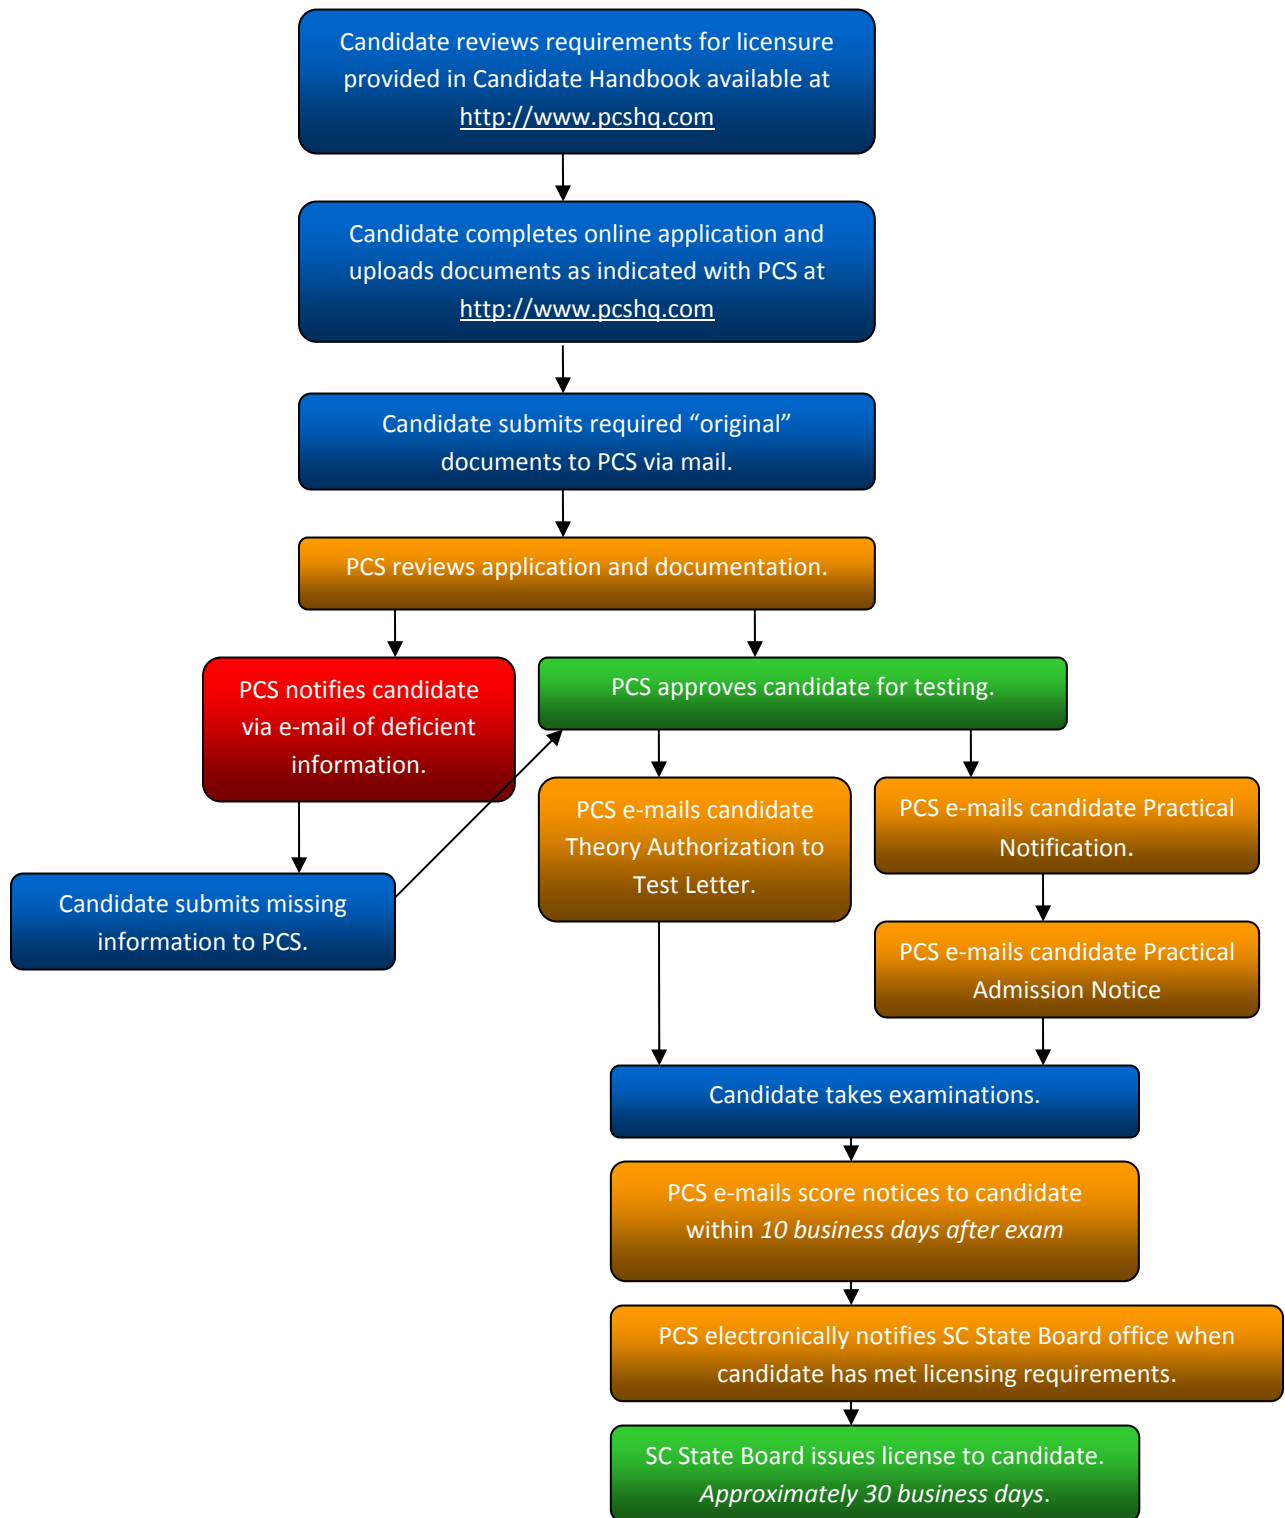 Candidate reviews requirements for licensure
provided in Candidate Handbook available at
http://www.pcshq.com
Candidate completes online application and
uploads documents as indicated with PCS at
http://www.pcshq.com
Candidate submits required “original”
documents to PCS via mail.
PCS reviews application and documentation.
PCS notifies candidate
via e-mail of deficient
information.
PCS approves candidate for testing.
Candidate submits missing
information to PCS.
PCS e-mails candidate
Theory Authorization to
Test Letter.
PCS e-mails candidate Practical
Notification.
PCS e-mails candidate Practical
Admission Notice
Candidate takes examinations.
PCS e-mails score notices to candidate
within 10 business days after exam
PCS electronically notifies SC State Board office when
candidate has met licensing requirements.
SC State Board issues license to candidate.
Approximately 30 business days.